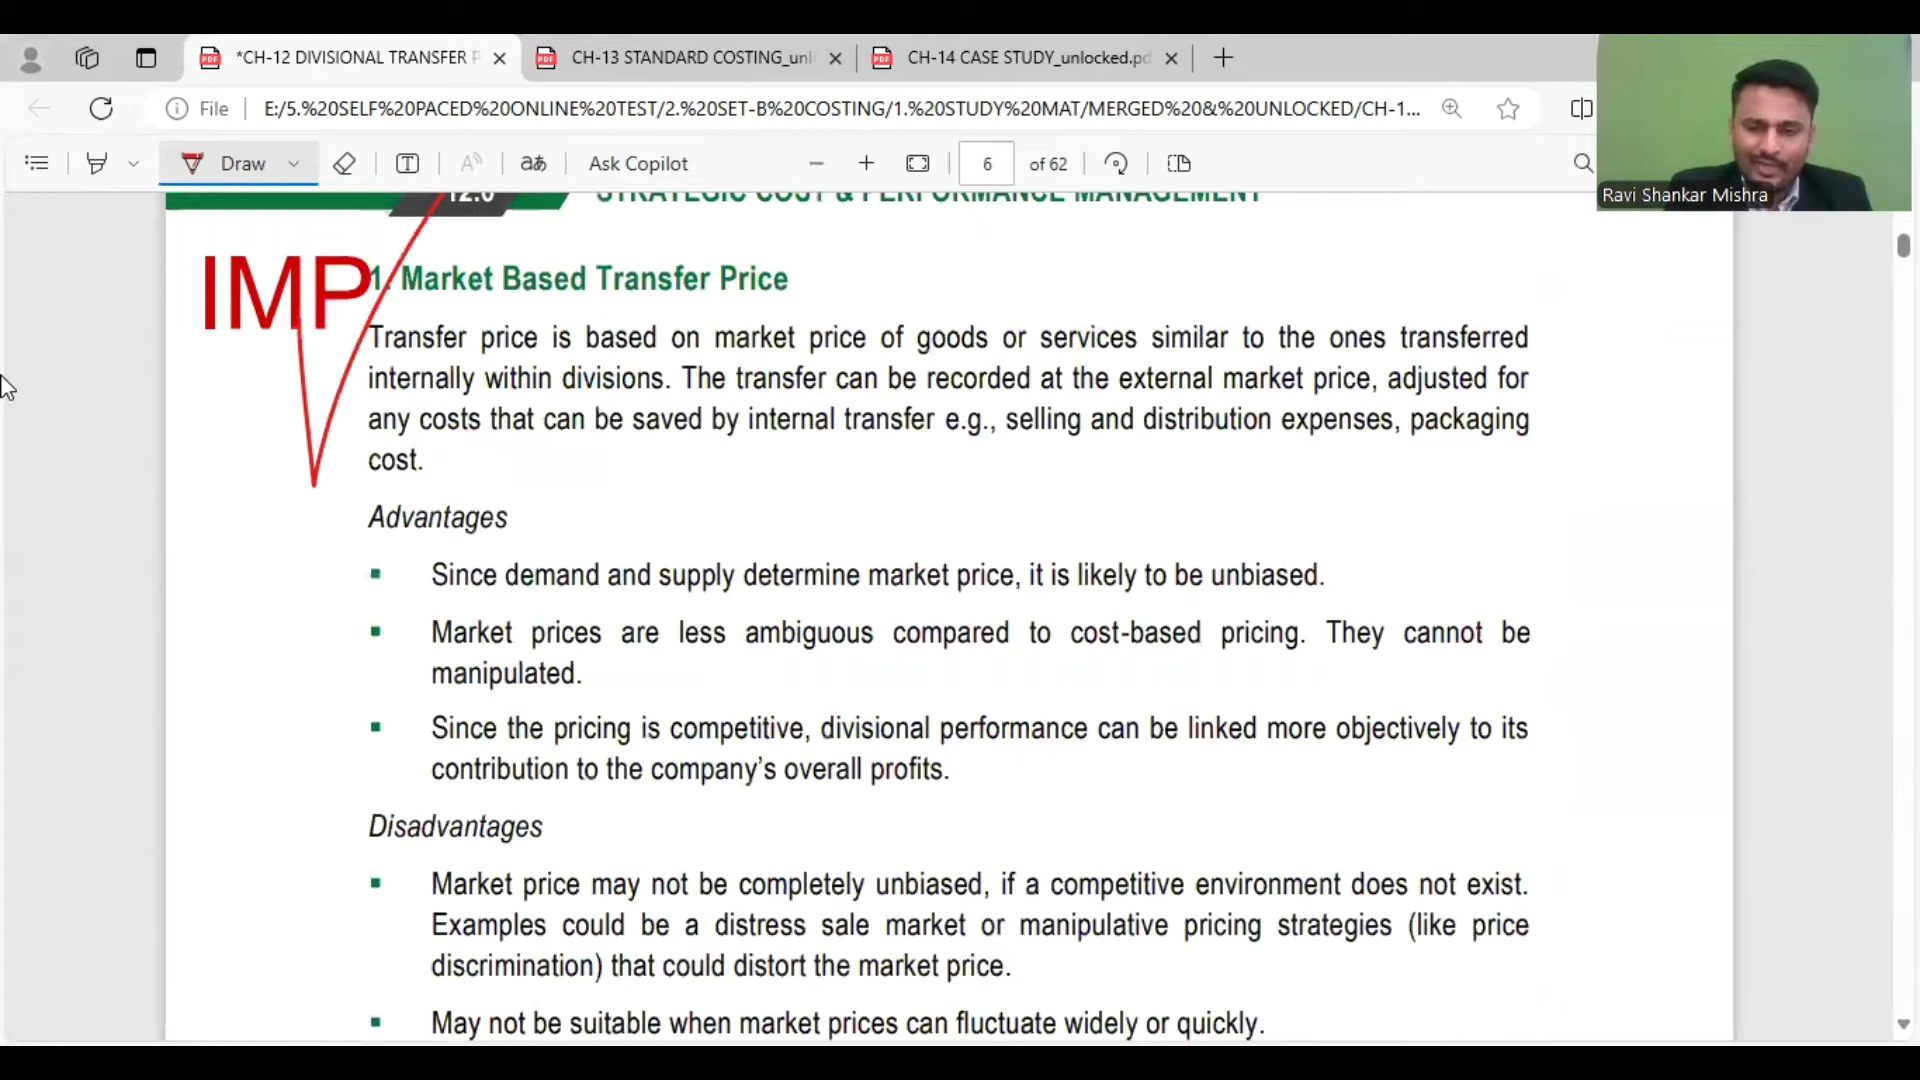 *CH-12 DIVISIONAL TRANSFER P
CH-13 STANDARD COSTING_unl
CH-14 CASE STUDY_unlocked.pd
File
E:/5.%20SELF%20PACED%20ONLINE%20TEST/2.%20SET-B%20COSTING/1.%20STUDY%20MAT/MERGED%20&%20UNLOCKED/CH-1...
Draw
Ask Copilot
6 of 62
Ravi Shankar Mishra
12.6 STRATEGIC COST & PERFORMANCE MANAGEMENT
IMP
1. Market Based Transfer Price
Transfer price is based on market price of goods or services similar to the ones transferred
internally within divisions. The transfer can be recorded at the external market price, adjusted for
any costs that can be saved by internal transfer e.g., selling and distribution expenses, packaging
cost.
Advantages
▪ Since demand and supply determine market price, it is likely to be unbiased.
▪ Market prices are less ambiguous compared to cost-based pricing. They cannot be
manipulated.
▪ Since the pricing is competitive, divisional performance can be linked more objectively to its
contribution to the company’s overall profits.
Disadvantages
▪ Market price may not be completely unbiased, if a competitive environment does not exist.
Examples could be a distress sale market or manipulative pricing strategies (like price
discrimination) that could distort the market price.
▪ May not be suitable when market prices can fluctuate widely or quickly.